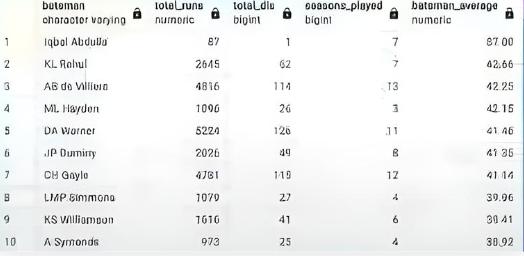 batsman total_runs total_dis seasons_played batsman_average
character varying numeric bigint bigint numeric
1 Iqbal Abdulla 87 1 7 87.00
2 KL Rahul 2645 62 7 42.66
3 AB de Villiers 4816 114 13 42.25
4 ML Hayden 1096 26 3 42.15
5 DA Warner 5224 126 11 41.46
6 JP Duminy 2026 49 8 41.35
7 CH Gayle 12 41.14
8 LMP Simmons 1079 27 4 39.96
9 KS Williamson 1616 41 6 39.41
10 A Symonds 973 25 4 38.92